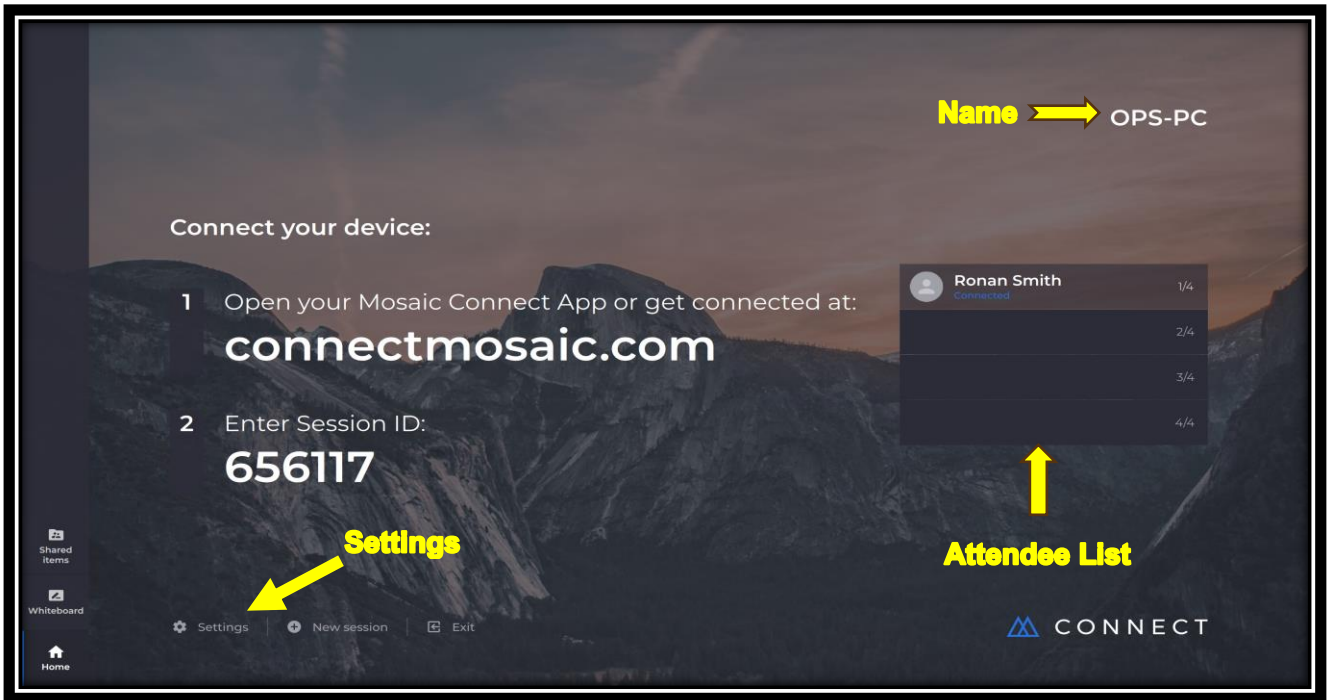 Name
OPS-PC
Connect your device:
1 Open your Mosaic Connect App or get connected at:
connectmosaic.com
Ronan Smith 1/4
Connected
2/4
3/4
4/4
2 Enter Session ID:
656117
Settings
Attendee List
Shared
items
Whiteboard
Home
Settings New session Exit
CONNECT